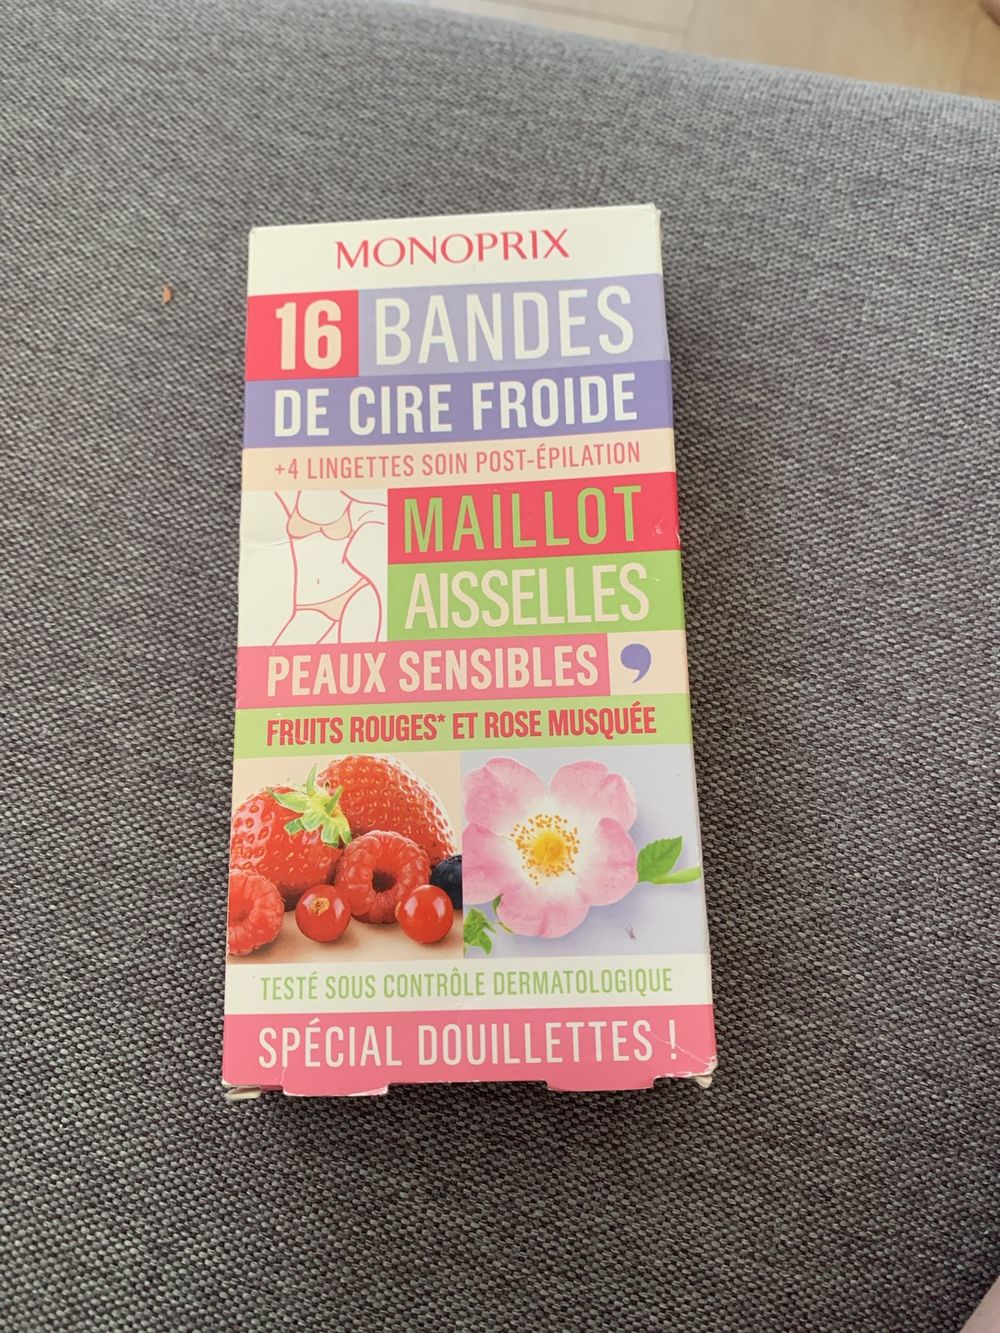 MONOPRIX
16 BANDES
DE CIRE FROIDE
+4 LINGETTES SOIN POST-ÉPILATION
MAILLOT
AISSELLES
PEAUX SENSIBLES
FRUITS ROUGES* ET ROSE MUSQUÉE
TESTÉ SOUS CONTRÔLE DERMATOLOGIQUE
SPÉCIAL DOUILLETTES !